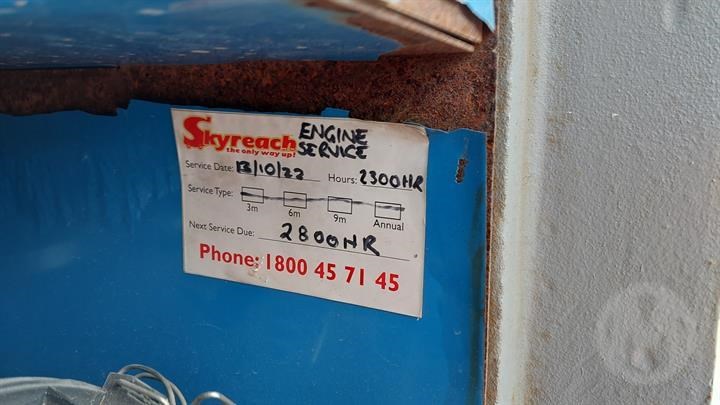 Skyreach ENGINE
the only way up! SERVICE
Service Date: 13/10/22 Hours: 2300HR
Service Type:
3m 6m 9m Annual
Next Service Due: 2800HR
Phone: 1800 45 71 45